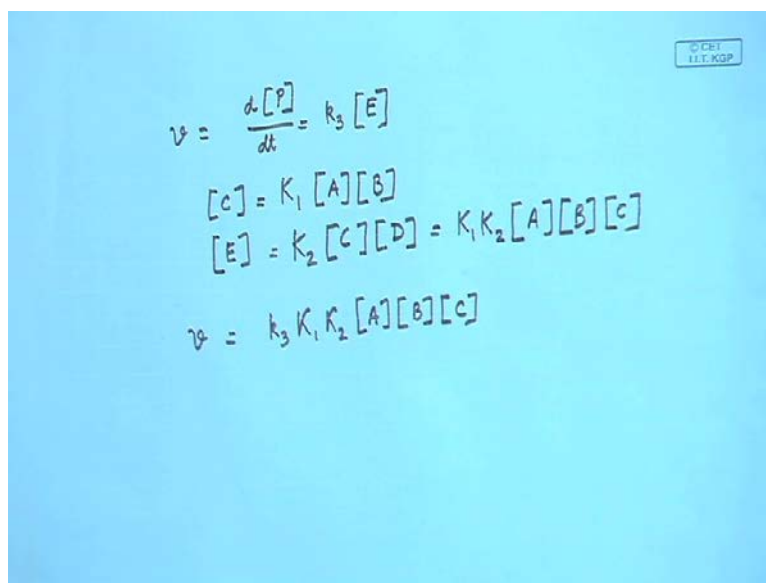 © CET
I.I.T. KGP
v = d[P]/dt = k₃ [E]
[C] = K₁ [A][B]
[E] = K₂ [C][D] = K₁K₂ [A][B][C]
v = k₃ K₁ K₂ [A][B][C]